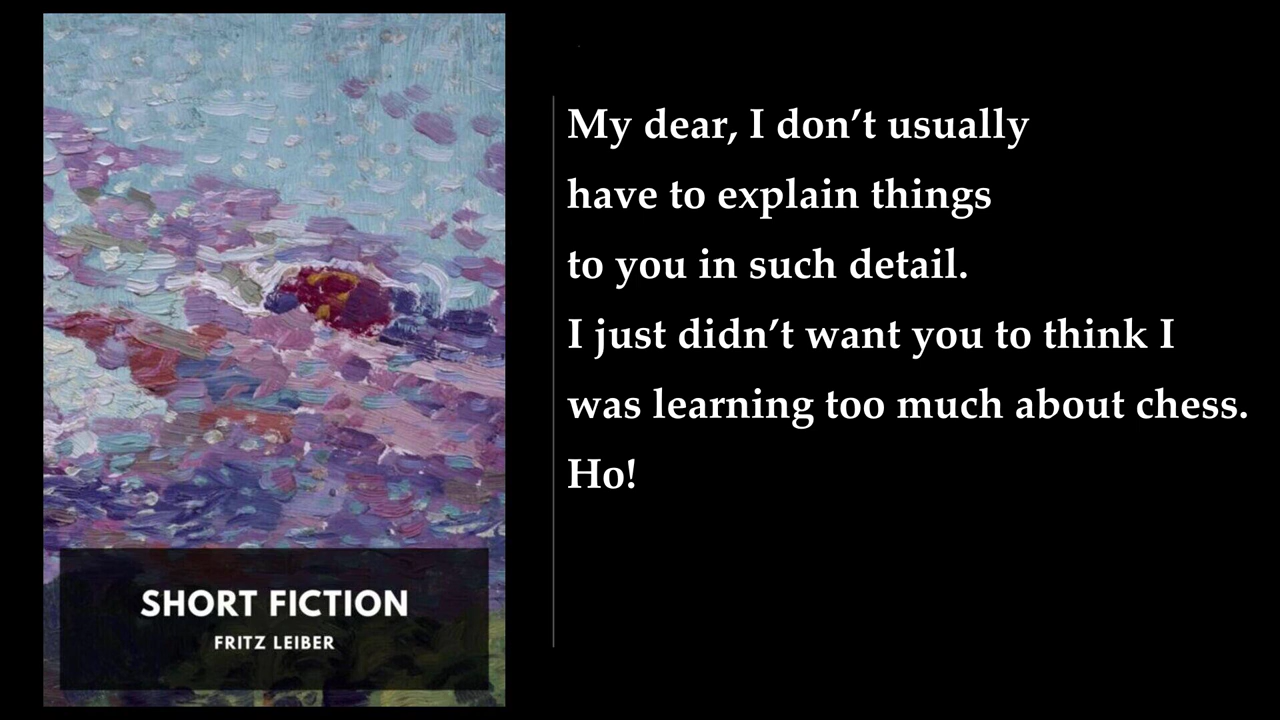 SHORT FICTION
FRITZ LEIBER
My dear, I don’t usually
have to explain things
to you in such detail.
I just didn’t want you to think I
was learning too much about chess.
Ho!